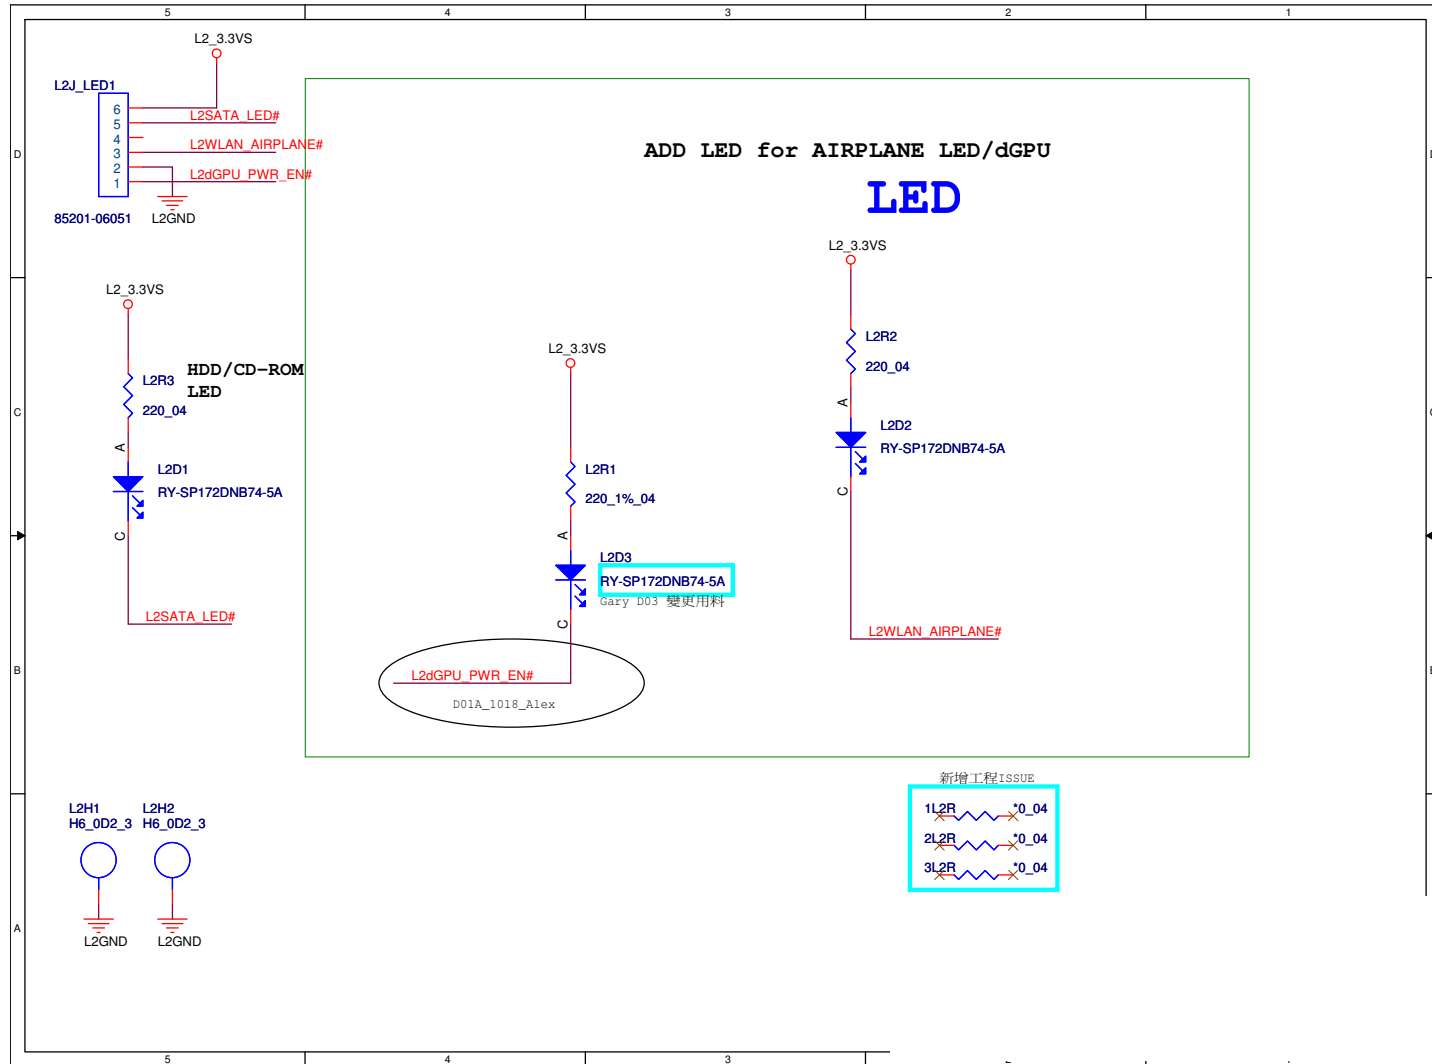 5 4 3 2 1
L2_3.3VS
L2J_LED1
6
5 L2SATA_LED#
4
3 L2WLAN_AIRPLANE#
2
1 L2dGPU_PWR_EN#
85201-06051 L2GND
D
ADD LED for AIRPLANE LED/dGPU
LED
L2_3.3VS
L2R3
220_04
HDD/CD-ROM
LED
A
L2D1
RY-SP172DNB74-5A
C
L2SATA_LED#
L2_3.3VS
L2R1
220_1%_04
A
L2D3
RY-SP172DNB74-5A
Gary D03 變更用料
C
L2dGPU_PWR_EN#
D01A_1018_Alex
L2_3.3VS
L2R2
220_04
A
L2D2
RY-SP172DNB74-5A
C
L2WLAN_AIRPLANE#
C
B
新增工程ISSUE
1L2R *0_04
2L2R *0_04
3L2R *0_04
L2H1 L2H2
H6_0D2_3 H6_0D2_3
L2GND L2GND
A
5 4 3